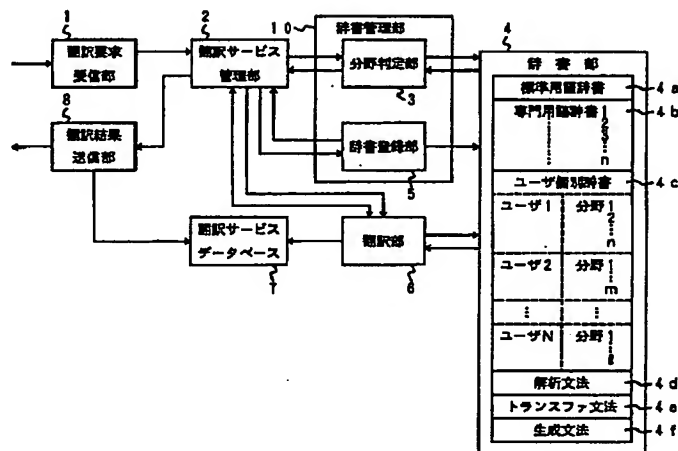 1
翻訳要求
受信部
2
翻訳サービス
管理部
10
辞書管理部
分野判定部
3
辞書登録部
5
8
翻訳結果
送信部
翻訳サービス
データベース
7
翻訳部
6
4
辞書部
標準用語辞書
4a
専門用語辞書1
2
3
n
4b
ユーザ個別辞書
4c
ユーザ1
分野1
2
n
ユーザ2
分野1
m
ユーザN
分野1
解析文法
4d
トランスファ文法
4e
生成文法
4f